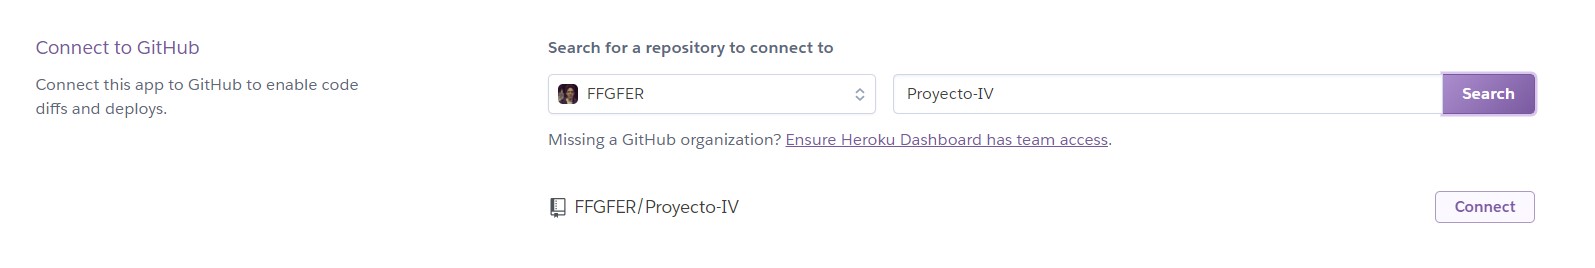 Connect to GitHub
Connect this app to GitHub to enable code
diffs and deploys.
Search for a repository to connect to
FFGFER
Proyecto-IV
Search
Missing a GitHub organization? Ensure Heroku Dashboard has team access.
FFGFER/Proyecto-IV
Connect